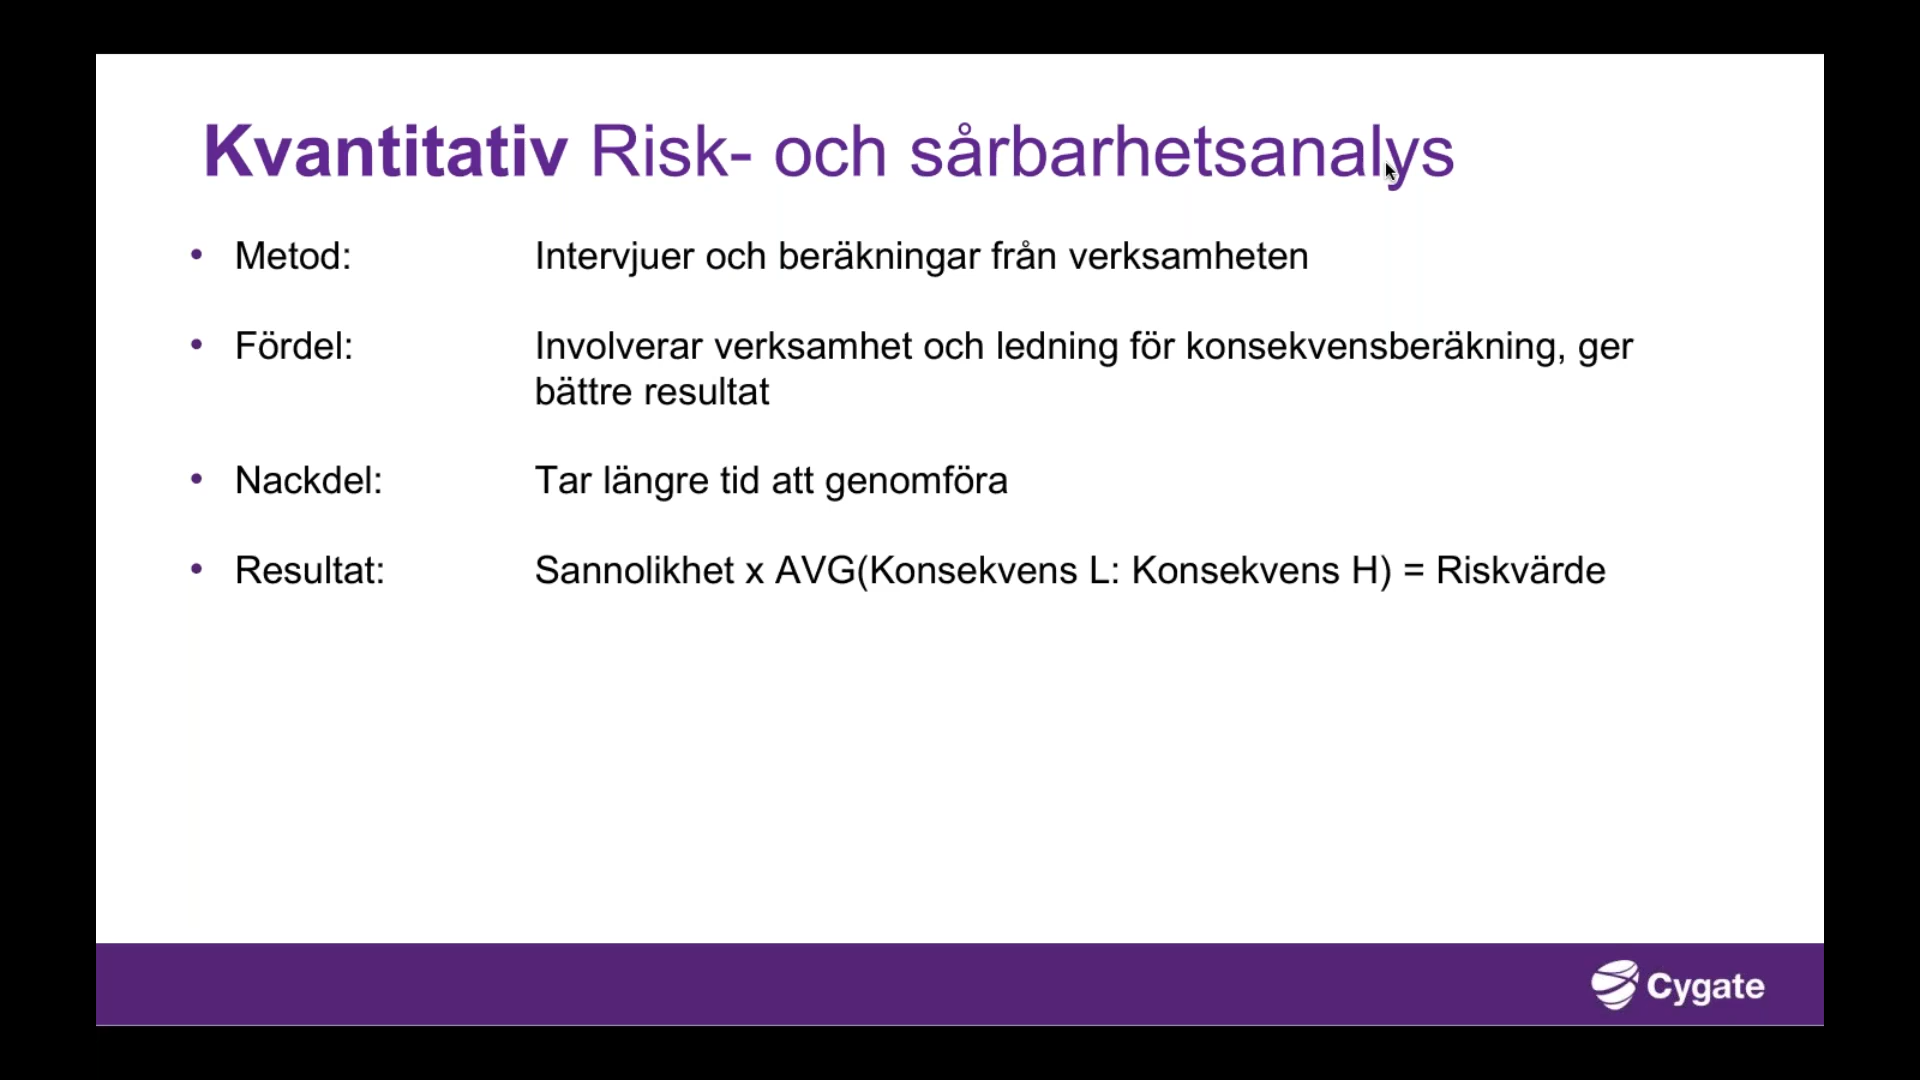 Kvantitativ Risk- och sårbarhetsanalys
• Metod: Intervjuer och beräkningar från verksamheten
• Fördel: Involverar verksamhet och ledning för konsekvensberäkning, ger
bättre resultat
• Nackdel: Tar längre tid att genomföra
• Resultat: Sannolikhet x AVG(Konsekvens L: Konsekvens H) = Riskvärde
Cygate